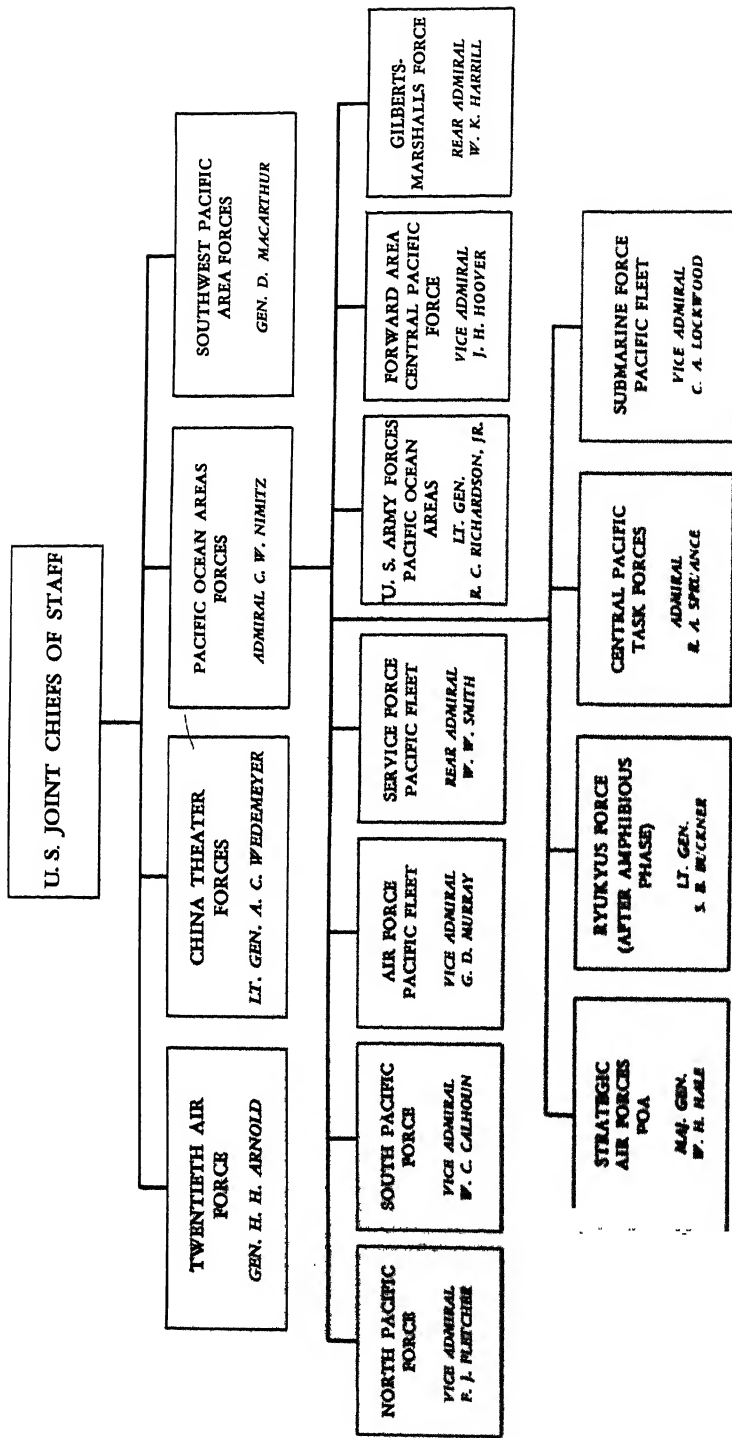 U. S. JOINT CHIEFS OF STAFF
TWENTIETH AIR
FORCE
GEN. H. H. ARNOLD
CHINA THEATER
FORCES
LT. GEN. A. C. WEDEMEYER
PACIFIC OCEAN AREAS
FORCES
ADMIRAL C. W. NIMITZ
SOUTHWEST PACIFIC
AREA FORCES
GEN. D. MACARTHUR
NORTH PACIFIC
FORCE
VICE ADMIRAL
F. J. FLETCHER
SOUTH PACIFIC
FORCE
VICE ADMIRAL
W. C. CALHOUN
AIR FORCE
PACIFIC FLEET
VICE ADMIRAL
G. D. MURRAY
SERVICE FORCE
PACIFIC FLEET
REAR ADMIRAL
W. W. SMITH
U. S. ARMY FORCES
PACIFIC OCEAN
AREAS
LT. GEN.
R. C. RICHARDSON, JR.
FORWARD AREA
CENTRAL PACIFIC
FORCE
VICE ADMIRAL
J. H. HOOVER
GILBERTS-
MARSHALLS FORCE
REAR ADMIRAL
W. K. HARRILL
STRATEGIC
AIR FORCES
POA
MAJ. GEN.
W. H. HALE
RYUKYUS FORCE
(AFTER AMPHIBIOUS
PHASE)
LT. GEN.
S. B. BUCKNER
CENTRAL PACIFIC
TASK FORCES
ADMIRAL
R. A. SPRUANCE
SUBMARINE FORCE
PACIFIC FLEET
VICE ADMIRAL
C. A. LOCKWOOD